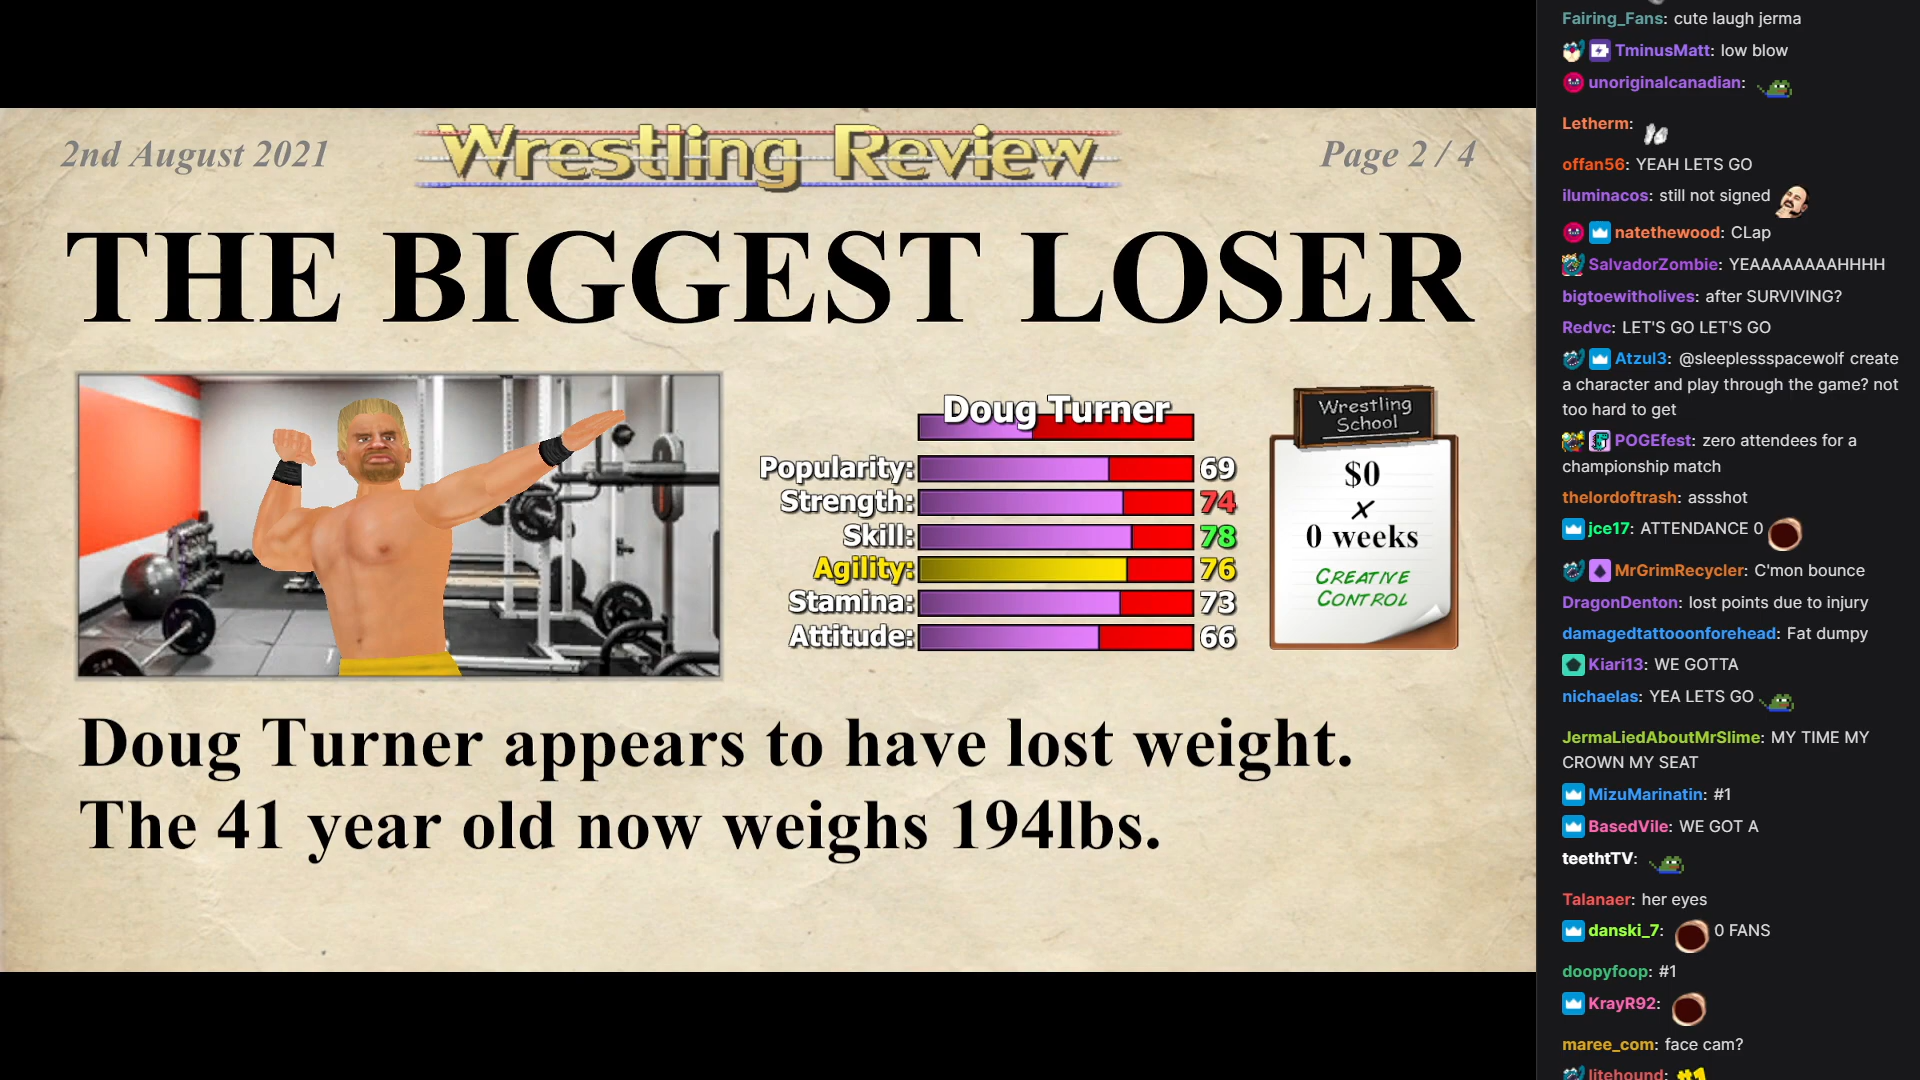 2nd August 2021
Wrestling Review
Page 2 / 4
THE BIGGEST LOSER
Doug Turner
Popularity: 69
Strength: 74
Skill: 78
Agility: 76
Stamina: 73
Attitude: 66
Wrestling
School
$0
x
0 weeks
CREATIVE
CONTROL
Doug Turner appears to have lost weight.
The 41 year old now weighs 194lbs.
Fairing_Fans: cute laugh jerma
TminusMatt: low blow
unoriginalcanadian:
Letherm:
offan56: YEAH LETS GO
iluminacos: still not signed
natethewood: CLap
SalvadorZombie: YEAAAAAAAAHHHH
bigtoewitholives: after SURVIVING?
Redvc: LET'S GO LET'S GO
Atzul3: @sleeplessspacewolf create
a character and play through the game? not
too hard to get
POGEfest: zero attendees for a
championship match
thelordoftrash: assshot
jce17: ATTENDANCE 0
MrGrimRecycler: C'mon bounce
DragonDenton: lost points due to injury
damagedtattooonforehead: Fat dumpy
Kiari13: WE GOTTA
nichaelas: YEA LETS GO
JermaLiedAboutMrSlime: MY TIME MY
CROWN MY SEAT
MizuMarinatin: #1
BasedVile: WE GOT A
teethtTV:
Talanaer: her eyes
danski_7: 0 FANS
doopyfoop: #1
KrayR92:
maree_com: face cam?
litehound: #1